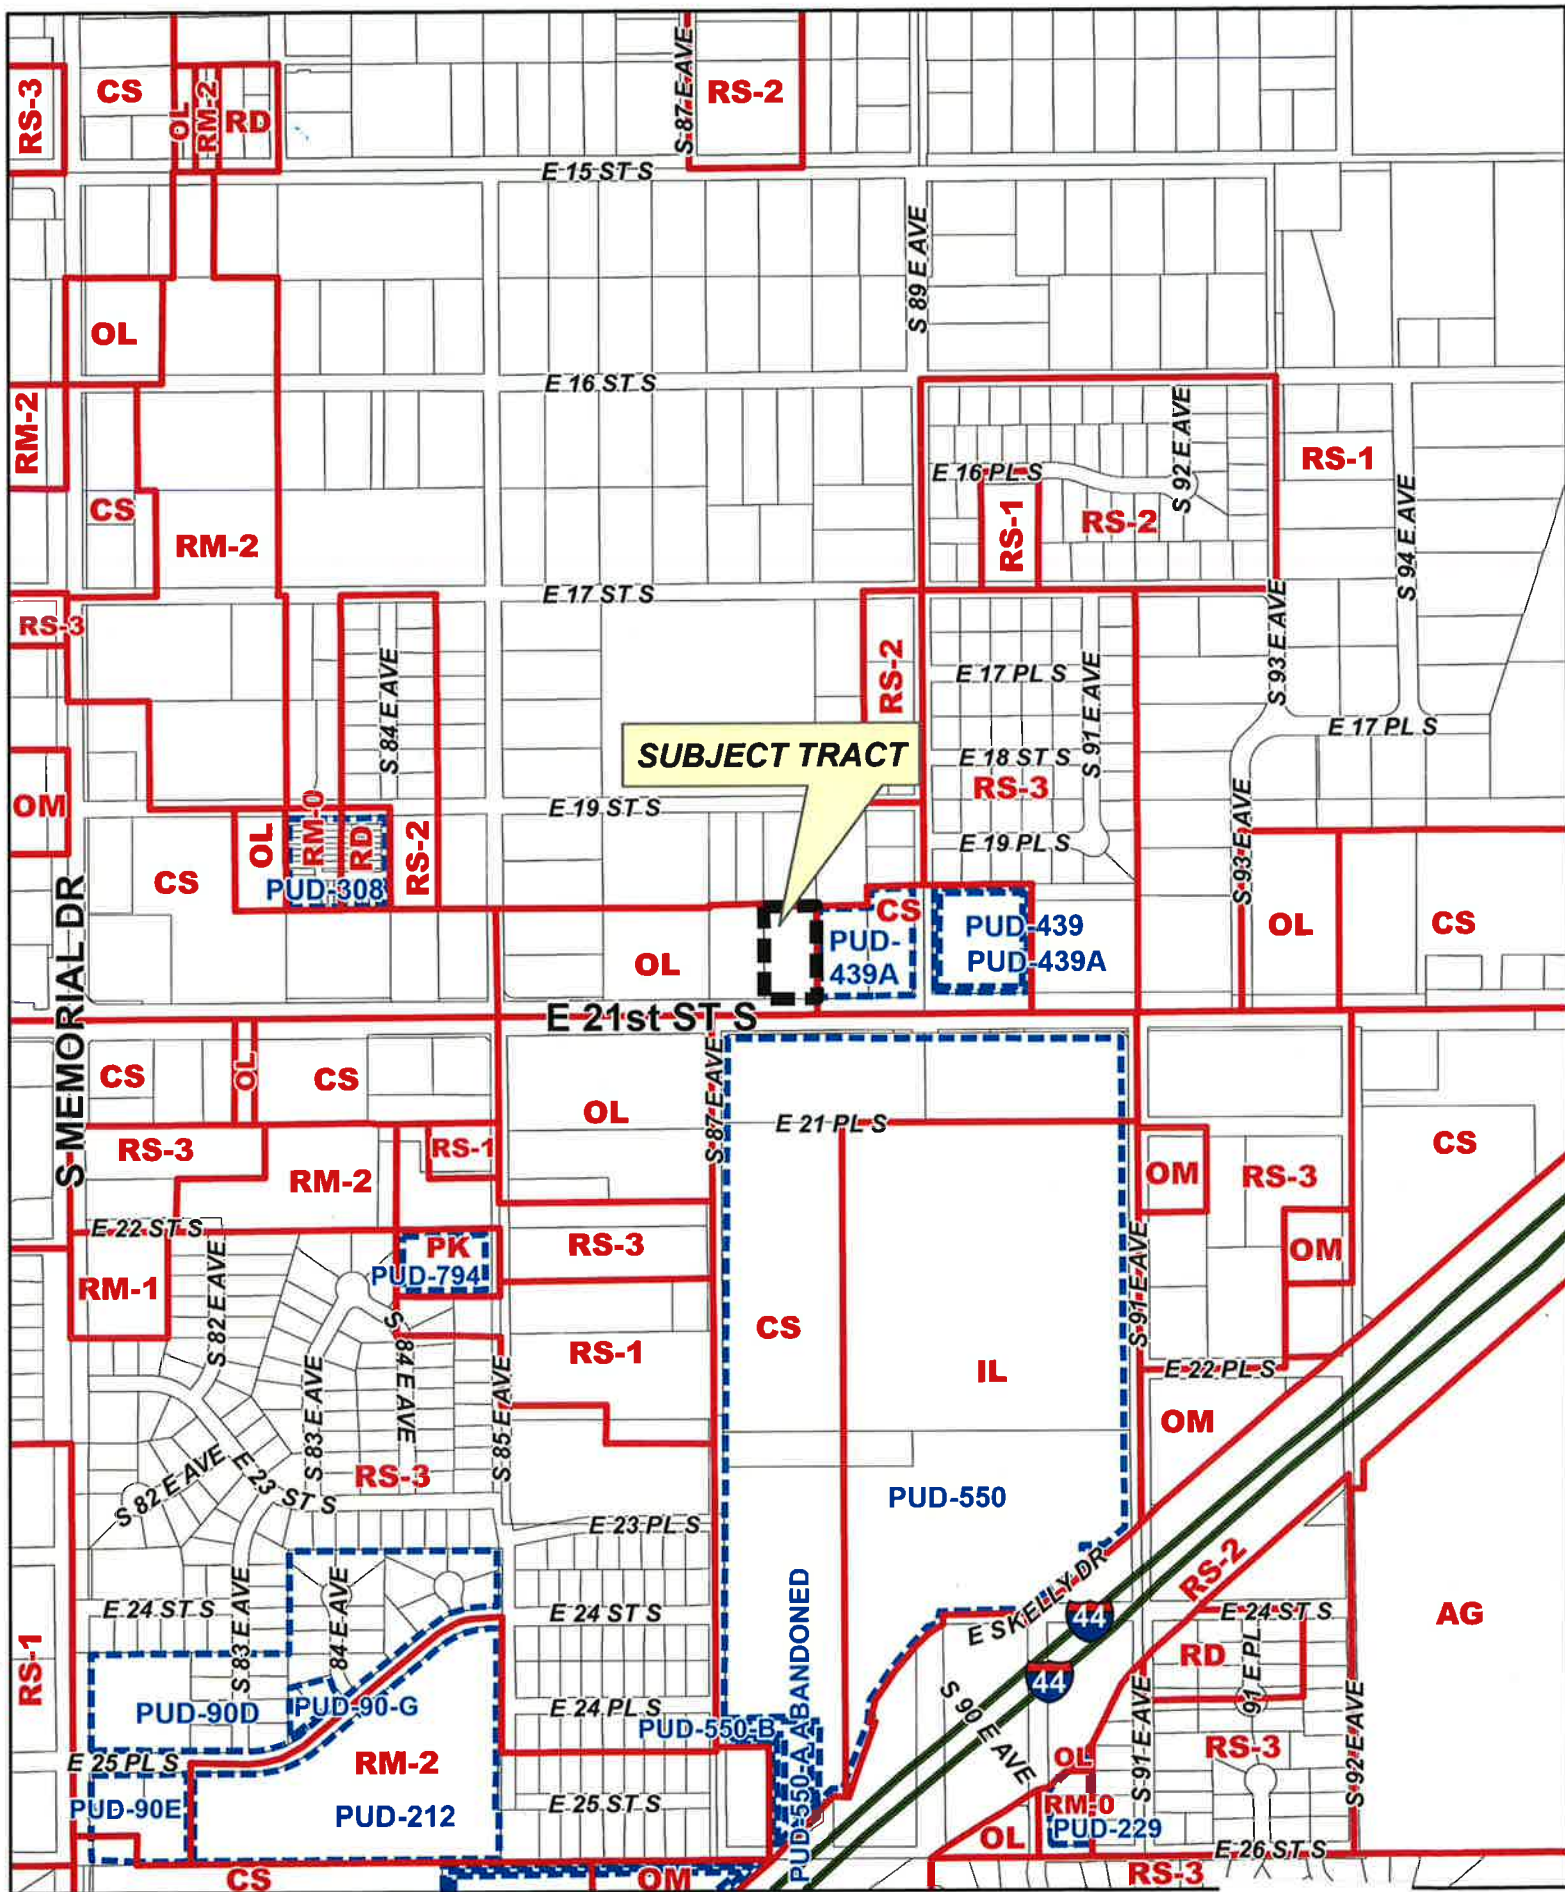 RS-3
CS
OL
RM-2
RD
S 87 E AVE
RS-2
E 15 ST S
S 89 E AVE
OL
E 16 ST S
RM-2
CS
RM-2
E 16 PL S
S 92 E AVE
RS-1
RS-1
RS-2
S 94 E AVE
E 17 ST S
RS-3
RS-2
S 84 E AVE
E 17 PL S
S 91 E AVE
S 93 E AVE
E 17 PL S
SUBJECT TRACT
E 18 ST S
RS-3
OM
E 19 ST S
RM-0
OL
RD
RS-2
E 19 PL S
S 93 E AVE
CS
PUD-308
CS
PUD-439
PUD-439A
PUD-
439A
OL
OL
CS
S MEMORIAL DR
E 21st ST S
CS
OL
CS
OL
S 87 E AVE
E 21 PL S
RS-3
RS-1
RM-2
OM
RS-3
CS
E 22 ST S
PK
PUD-794
RS-3
OM
RM-1
S 82 E AVE
S 84 E AVE
S 83 E AVE
S 85 E AVE
RS-1
CS
IL
S 91 E AVE
E 22 PL S
OM
S 82 E AVE
E 23 ST S
RS-3
PUD-550
E 23 PL S
E S KELLY DR
RS-2
44
44
E 24 ST S
S 83 E AVE
84 E AVE
E 24 ST S
PUD-550-A ABANDONED
E 24 ST S
RD
91 E PL
AG
RS-1
PUD-90D
PUD-90-G
E 24 PL S
PUD-550-B
S 90 E AVE
S 91 E AVE
S 92 E AVE
E 25 PL S
RM-2
OL
RS-3
PUD-90E
PUD-212
E 25 ST S
RM-0
PUD-229
OL
E 26 ST S
CS
OM
RS-3